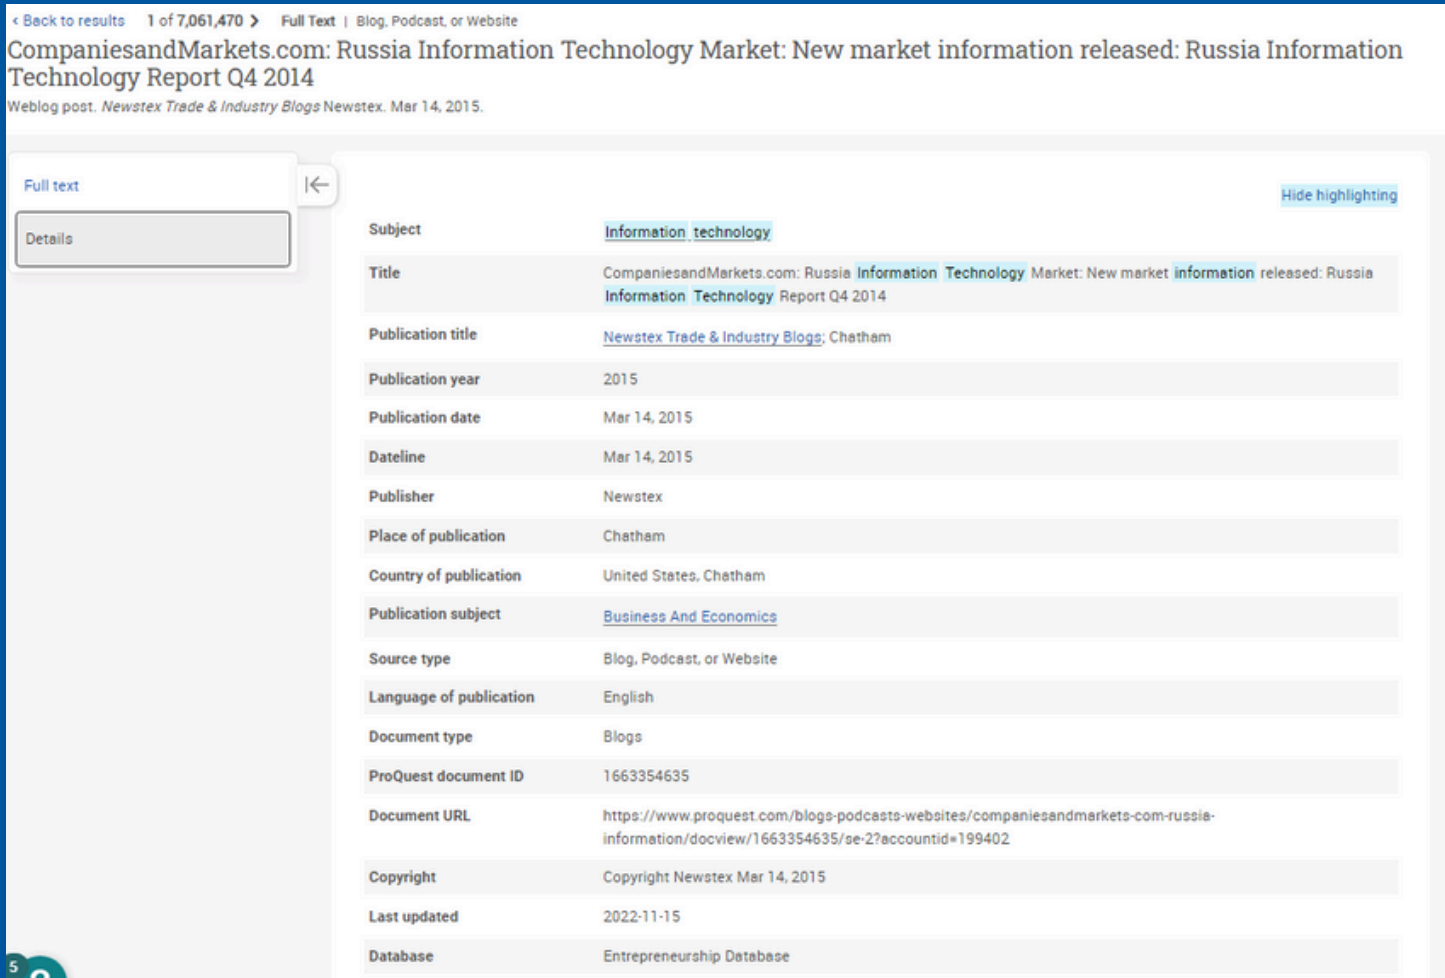 Back to results 1 of 7,061,470 Full Text | Blog, Podcast, or Website
CompaniesandMarkets.com: Russia Information Technology Market: New market information released: Russia Information
Technology Report Q4 2014
Weblog post. Newstex Trade & Industry Blogs Newstex. Mar 14, 2015.
Full text
Details
Hide highlighting
Subject Information technology
Title CompaniesandMarkets.com: Russia Information Technology Market: New market information released: Russia
Information Technology Report Q4 2014
Publication title Newstex Trade & Industry Blogs; Chatham
Publication year 2015
Publication date Mar 14, 2015
Dateline Mar 14, 2015
Publisher Newstex
Place of publication Chatham
Country of publication United States, Chatham
Publication subject Business And Economics
Source type Blog, Podcast, or Website
Language of publication English
Document type Blogs
ProQuest document ID 1663354635
Document URL https://www.proquest.com/blogs-podcasts-websites/companiesandmarkets-com-russia-
information/docview/1663354635/se-2?accountid=199402
Copyright Copyright Newstex Mar 14, 2015
Last updated 2022-11-15
Database Entrepreneurship Database
5